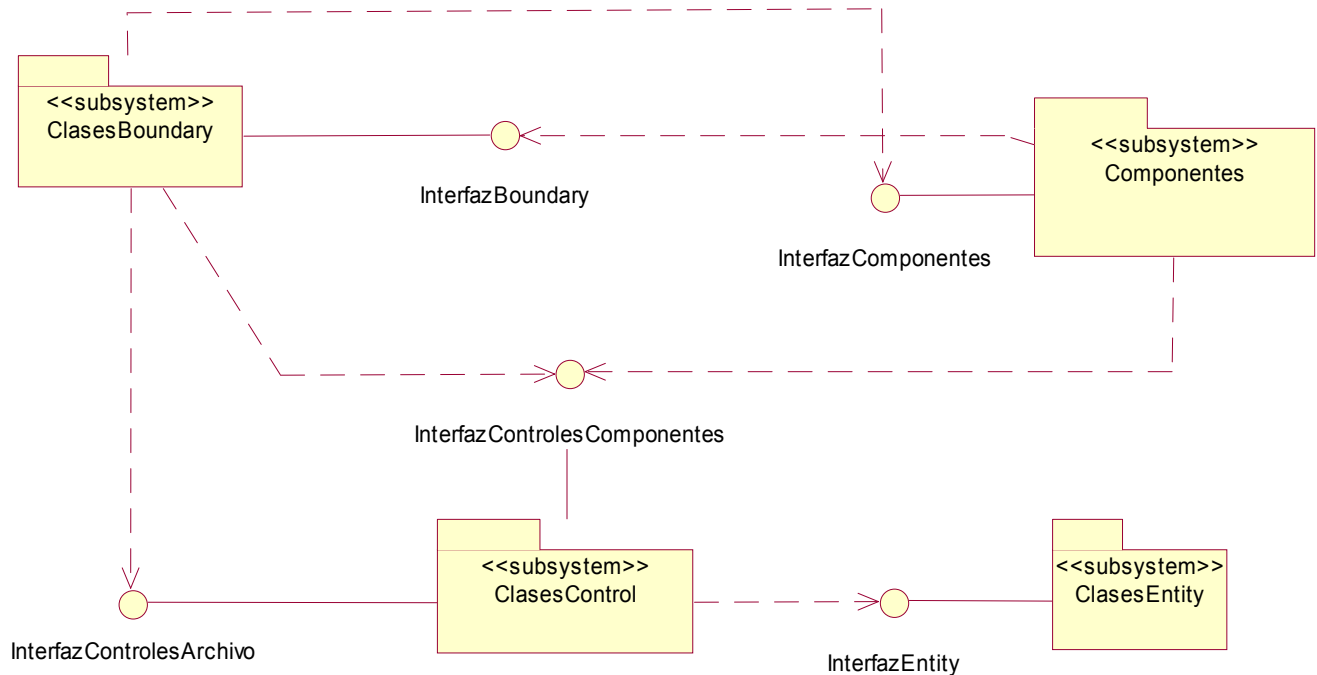 <<subsystem>>
ClasesBoundary
<<subsystem>>
Componentes
InterfazBoundary
InterfazComponentes
InterfazControlesComponentes
<<subsystem>>
ClasesControl
<<subsystem>>
ClasesEntity
InterfazControlesArchivo
InterfazEntity